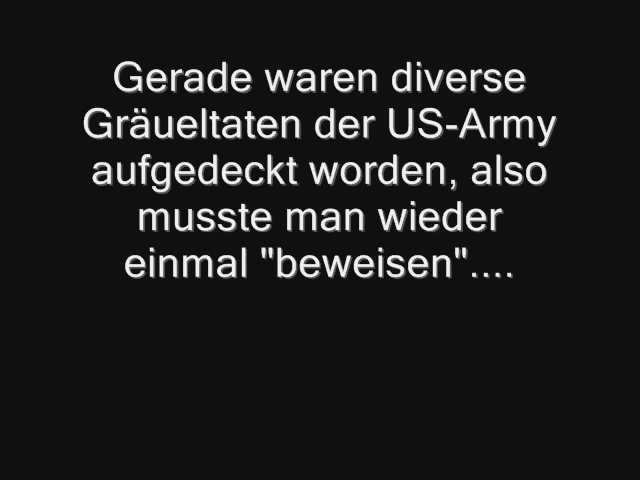 Gerade waren diverse
Gräueltaten der US-Army
aufgedeckt worden, also
musste man wieder
einmal "beweisen"....